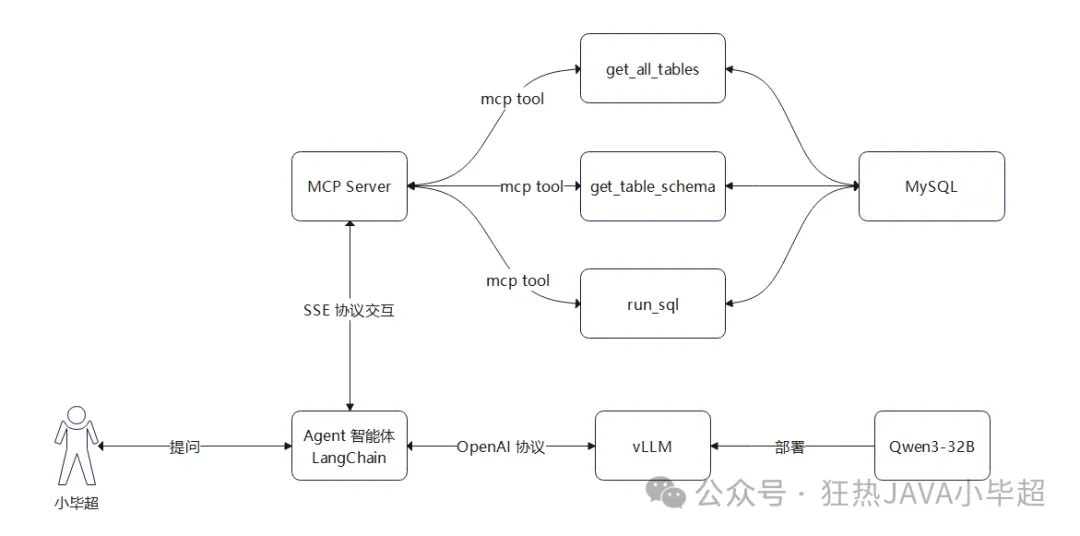 get_all_tables
mcp tool
MCP Server
mcp tool
get_table_schema
MySQL
mcp tool
run_sql
SSE 协议交互
提问
Agent 智能体
LangChain
OpenAI 协议
vLLM
部署
Qwen3-32B
小毕超
公众号 · 狂热JAVA小毕超